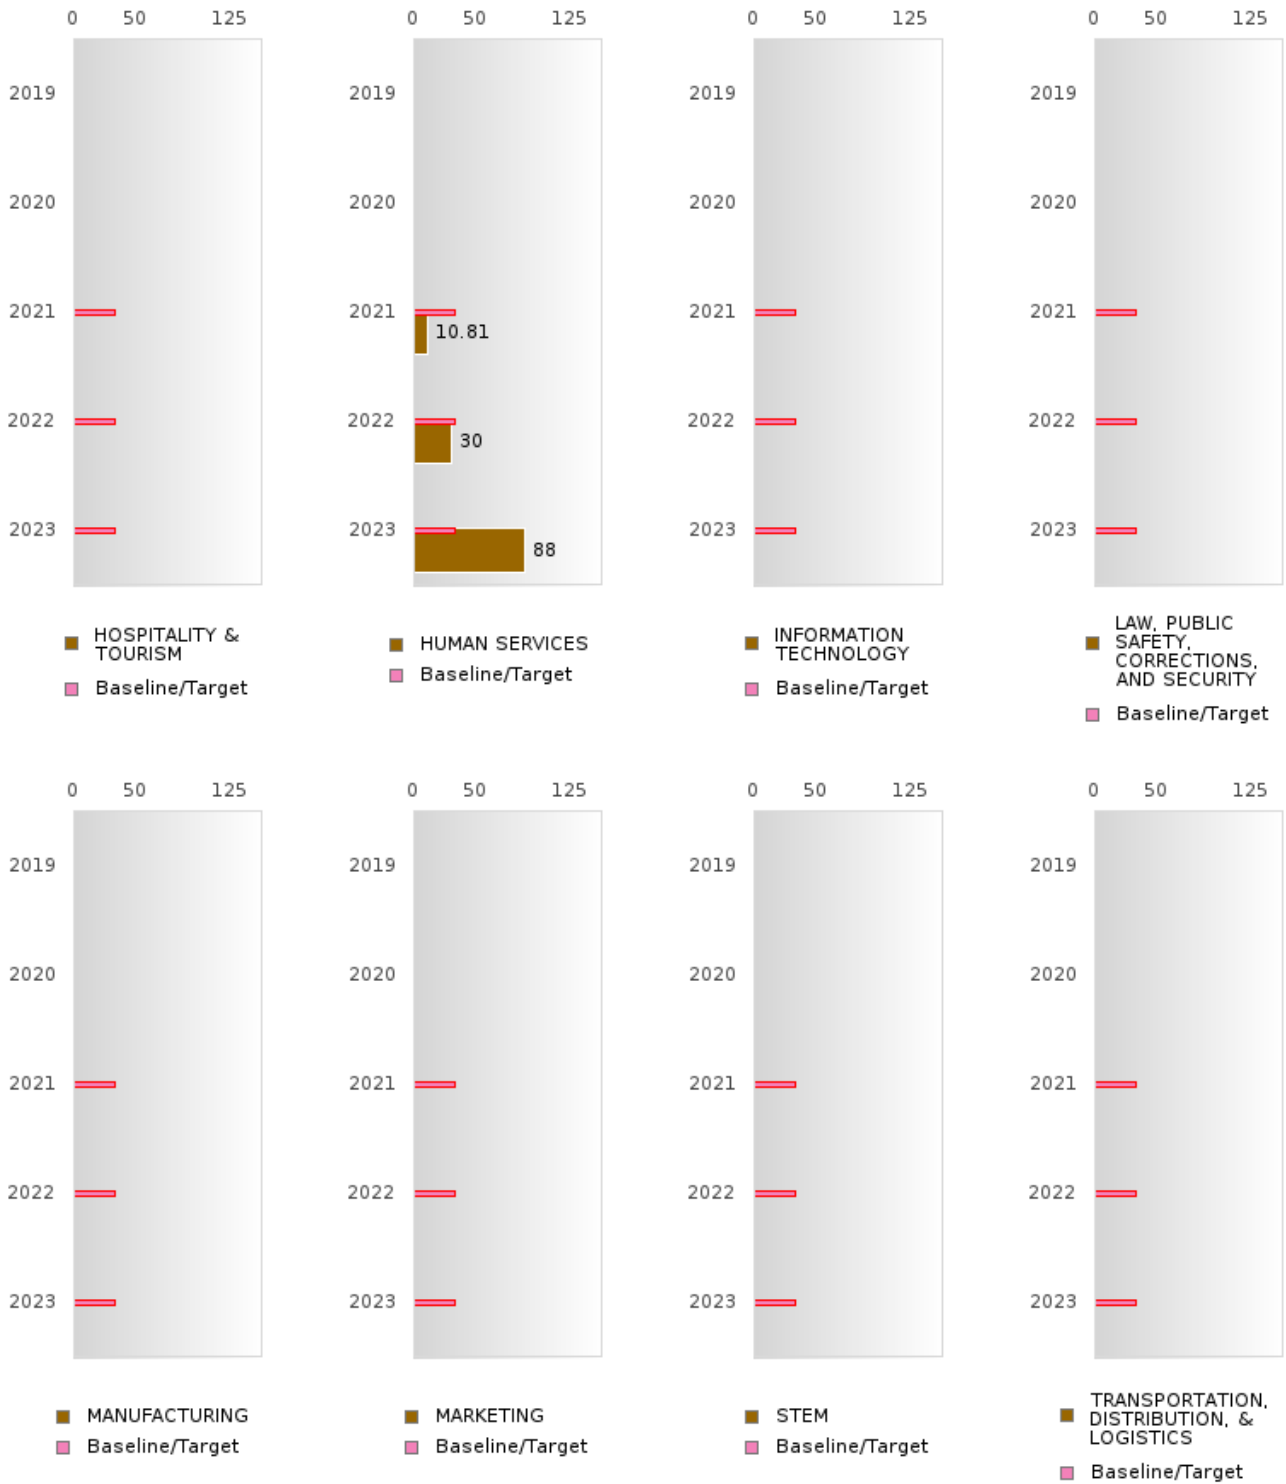 0 50 125
2019
2020
2021
2022
2023
HOSPITALITY &
TOURISM
Baseline/Target
0 50 125
2019
2020
2021
10.81
2022
30
2023
88
HUMAN SERVICES
Baseline/Target
0 50 125
2019
2020
2021
2022
2023
INFORMATION
TECHNOLOGY
Baseline/Target
0 50 125
2019
2020
2021
2022
2023
LAW, PUBLIC
SAFETY,
CORRECTIONS,
AND SECURITY
Baseline/Target
0 50 125
2019
2020
2021
2022
2023
MANUFACTURING
Baseline/Target
0 50 125
2019
2020
2021
2022
2023
MARKETING
Baseline/Target
0 50 125
2019
2020
2021
2022
2023
STEM
Baseline/Target
0 50 125
2019
2020
2021
2022
2023
TRANSPORTATION,
DISTRIBUTION, &
LOGISTICS
Baseline/Target